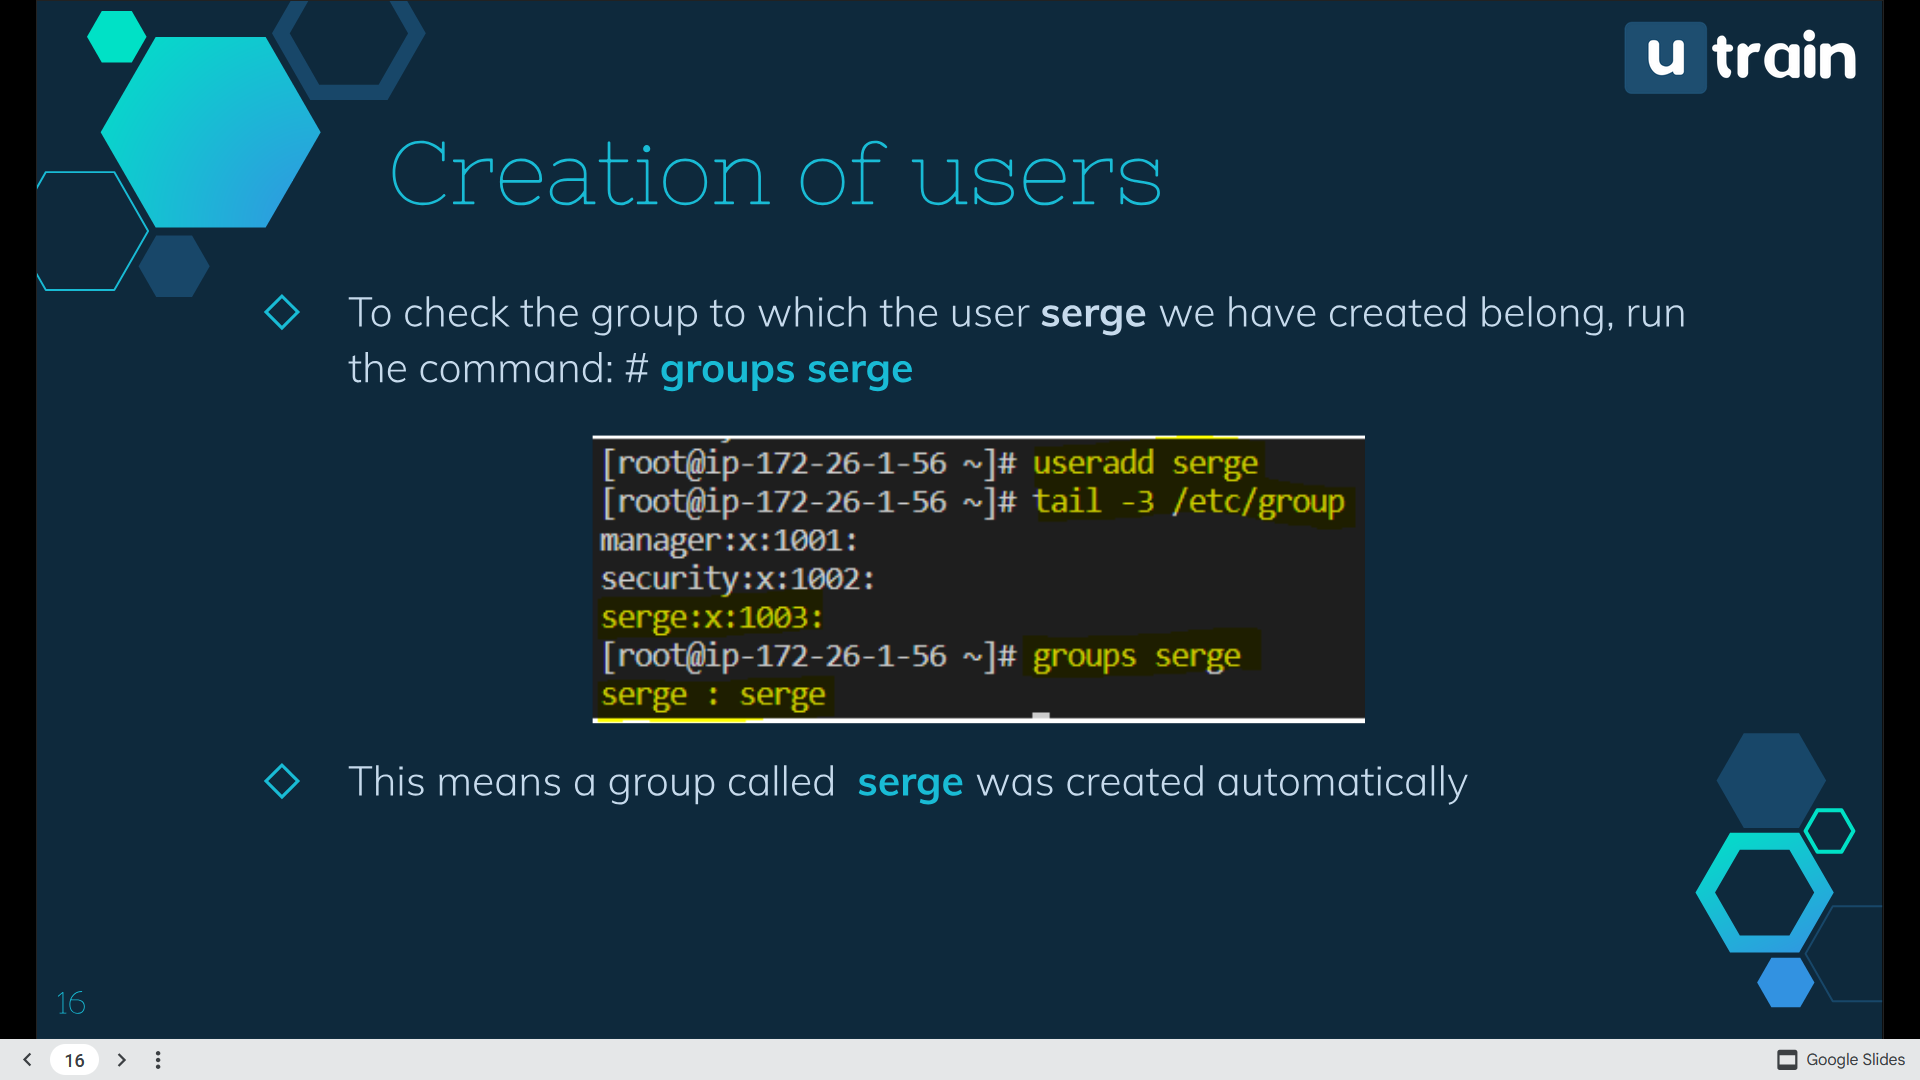 u train
Creation of users
To check the group to which the user serge we have created belong, run
the command: # groups serge
[root@ip-172-26-1-56 ~]# useradd serge
[root@ip-172-26-1-56 ~]# tail -3 /etc/group
manager:x:1001:
security:x:1002:
serge:x:1003:
[root@ip-172-26-1-56 ~]# groups serge
serge : serge
This means a group called serge was created automatically
16
16
Google Slides